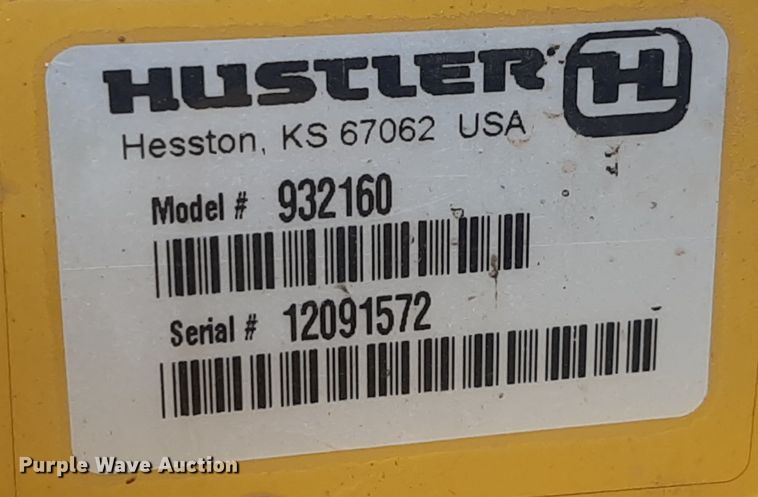 HUSTLER H
Hesston, KS 67062 USA
Model # 932160
Serial # 12091572
Purple Wave Auction